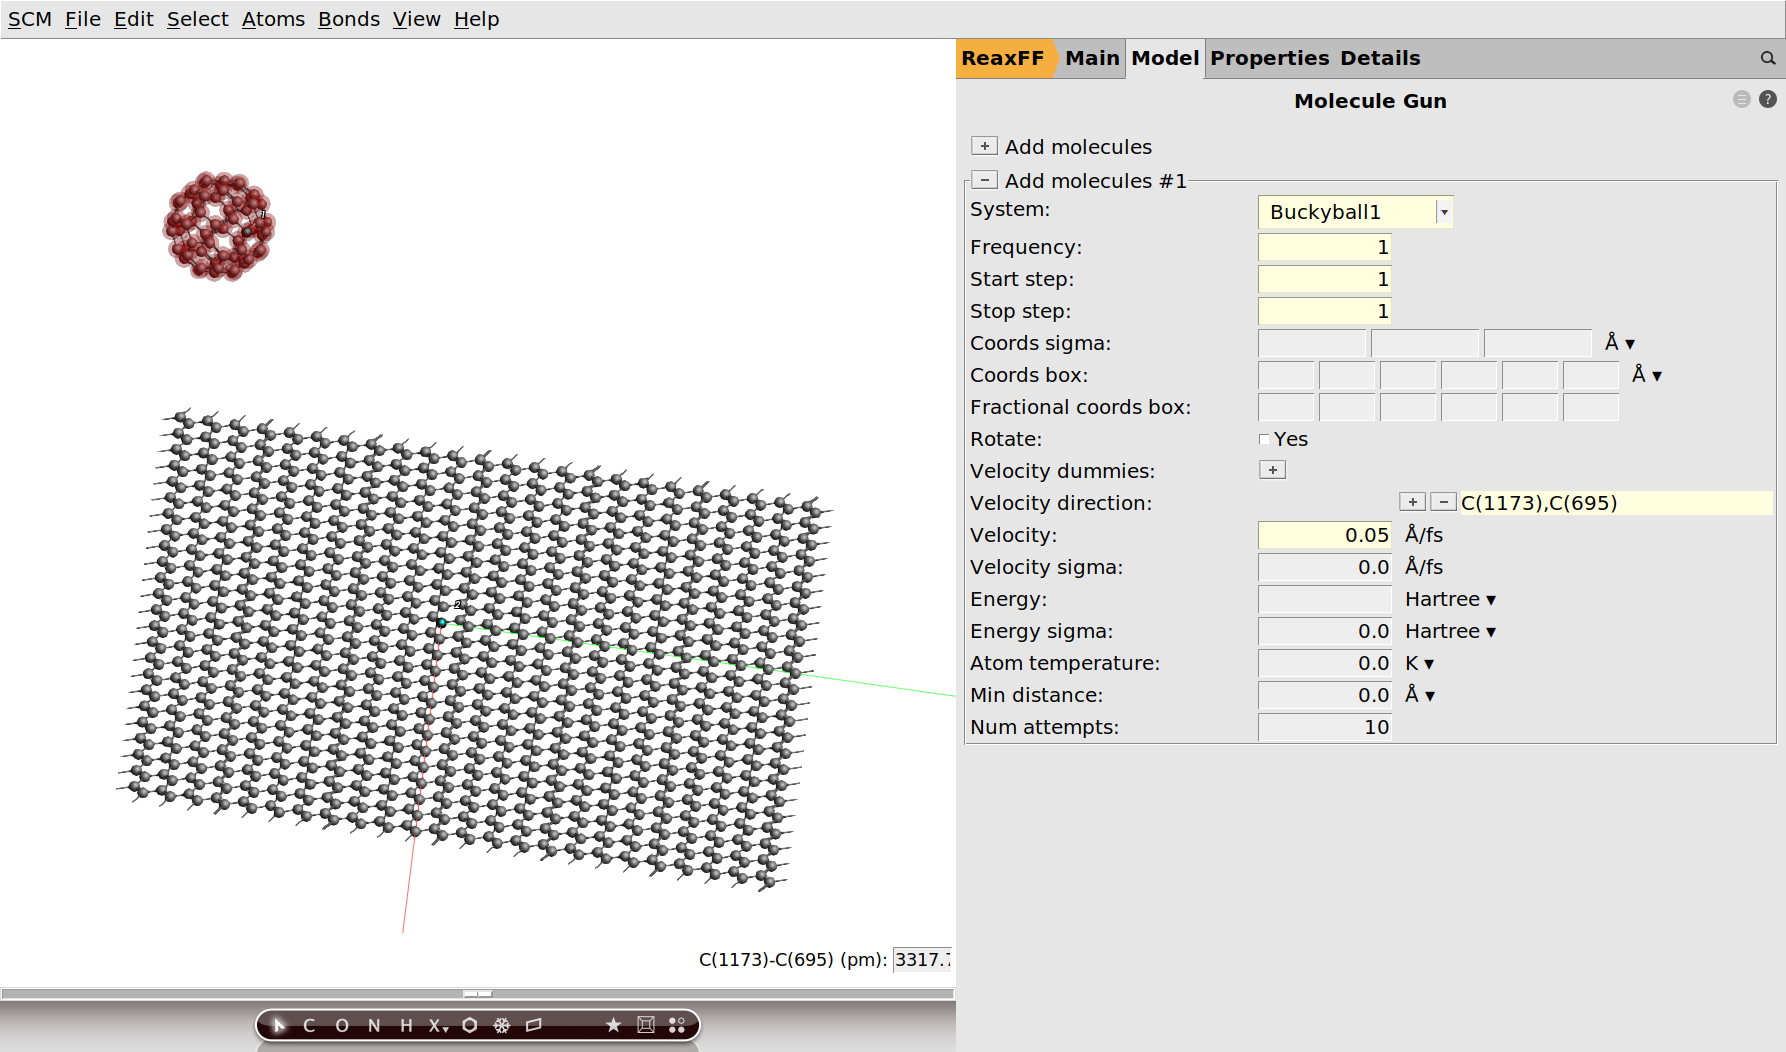 SCM File Edit Select Atoms Bonds View Help
ReaxFF Main Model Properties Details
Molecule Gun
?
+ Add molecules
- Add molecules #1
System: Buckyball1
Frequency: 1
Start step: 1
Stop step: 1
Coords sigma: Å
Coords box: Å
Fractional coords box:
Rotate: Yes
Velocity dummies: +
Velocity direction: + - C(1173),C(695)
Velocity: 0.05 Å/fs
Velocity sigma: 0.0 Å/fs
Energy: Hartree
Energy sigma: 0.0 Hartree
Atom temperature: 0.0 K
Min distance: 0.0 Å
Num attempts: 10
1
2
C(1173)-C(695) (pm): 3317.7
C O N H X